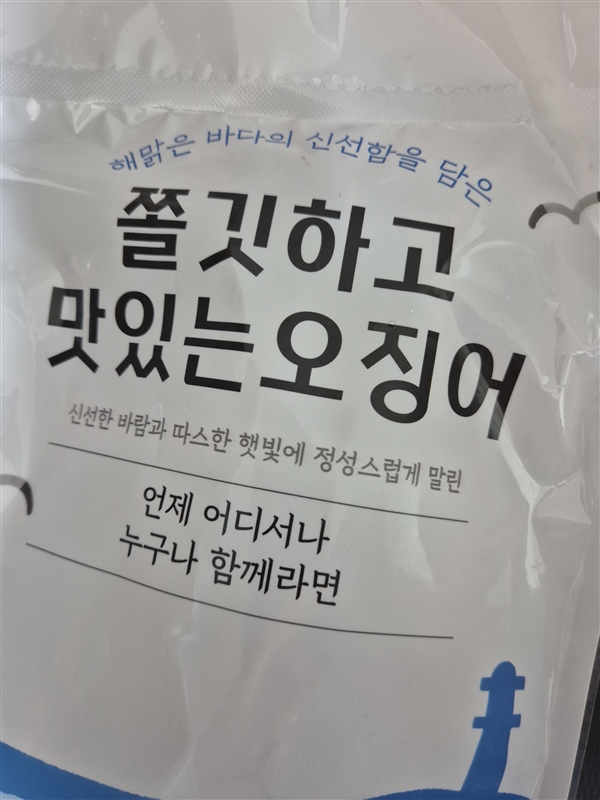 해맑은 바다의 신선함을 담은
쫄깃하고
맛있는오징어
신선한 바람과 따스한 햇빛에 정성스럽게 말린
언제 어디서나
누구나 함께라면